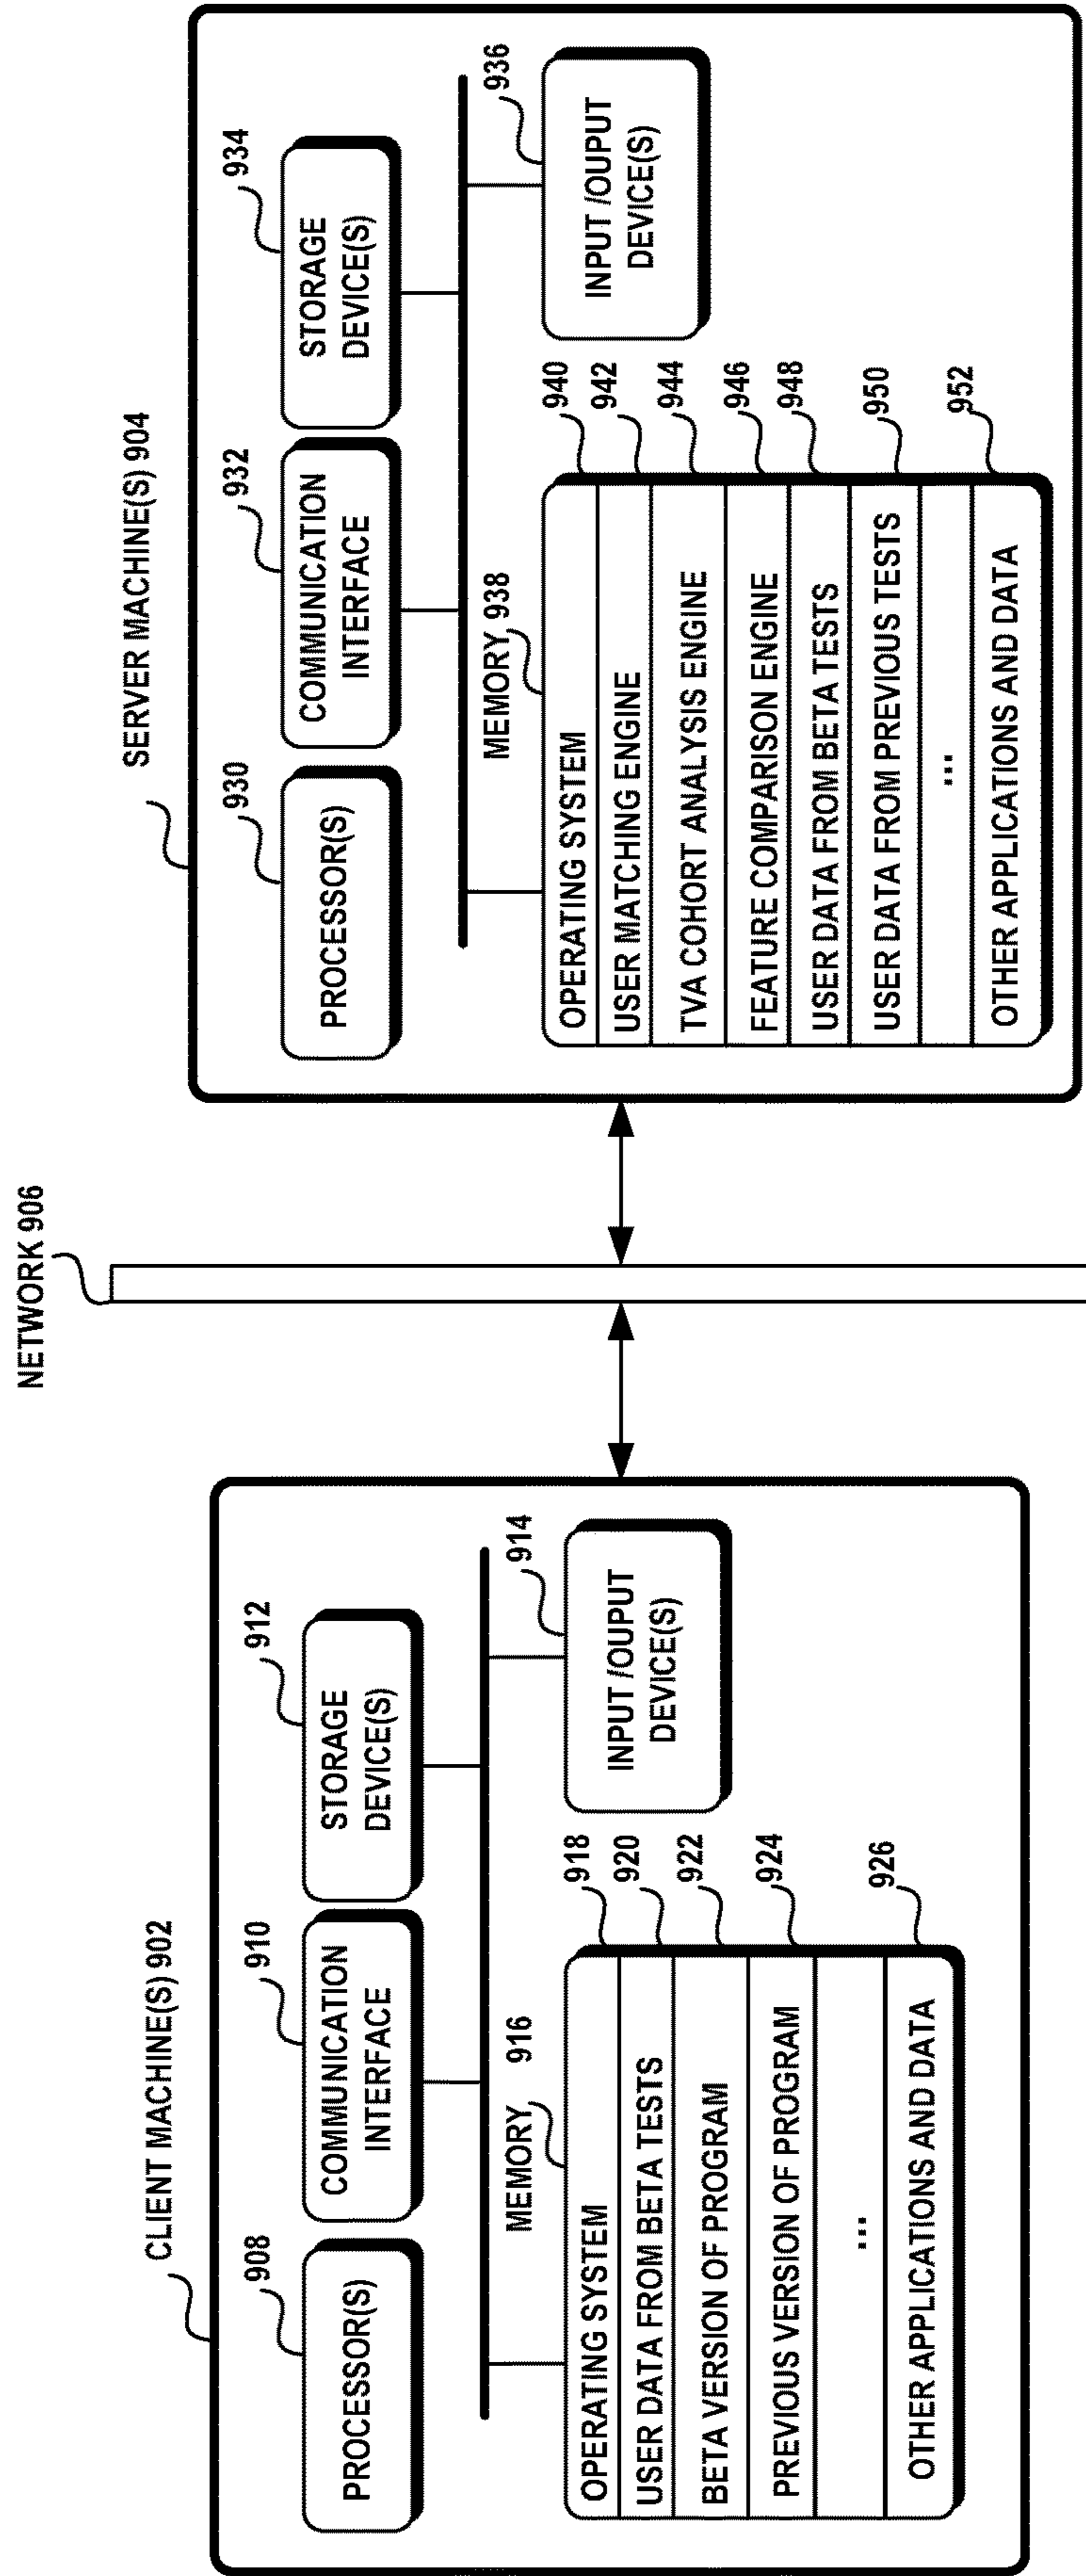 NETWORK 906
CLIENT MACHINE(S) 902
908
PROCESSOR(S)
910
COMMUNICATION
INTERFACE
912
STORAGE
DEVICE(S)
914
INPUT /OUPUT
DEVICE(S)
MEMORY 916
OPERATING SYSTEM
918
USER DATA FROM BETA TESTS
920
BETA VERSION OF PROGRAM
922
PREVIOUS VERSION OF PROGRAM
924
...
OTHER APPLICATIONS AND DATA
926
SERVER MACHINE(S) 904
930
PROCESSOR(S)
932
COMMUNICATION
INTERFACE
934
STORAGE
DEVICE(S)
936
INPUT /OUPUT
DEVICE(S)
MEMORY 938
OPERATING SYSTEM
940
USER MATCHING ENGINE
942
TVA COHORT ANALYSIS ENGINE
944
FEATURE COMPARISON ENGINE
946
USER DATA FROM BETA TESTS
948
USER DATA FROM PREVIOUS TESTS
950
...
OTHER APPLICATIONS AND DATA
952